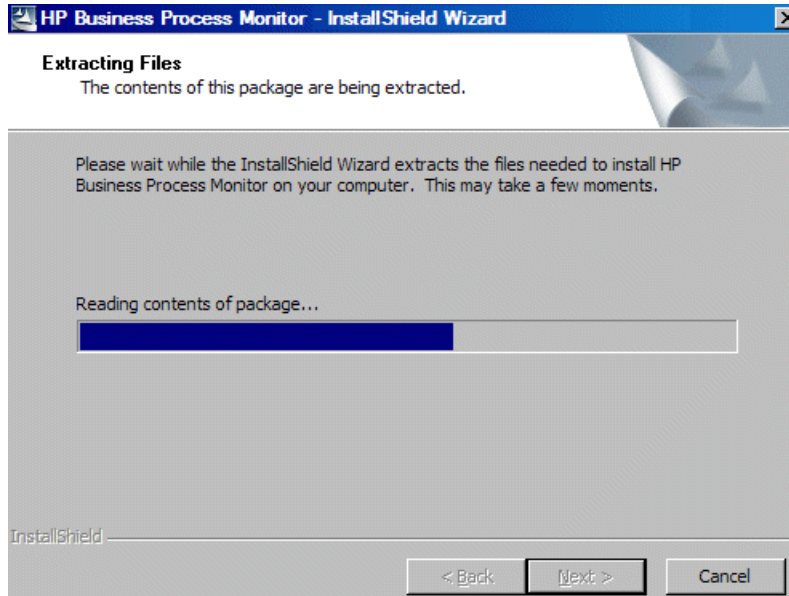 HP Business Process Monitor - InstallShield Wizard
Extracting Files
The contents of this package are being extracted.
Please wait while the InstallShield Wizard extracts the files needed to install HP
Business Process Monitor on your computer. This may take a few moments.
Reading contents of package...
InstallShield
< Back
Next >
Cancel